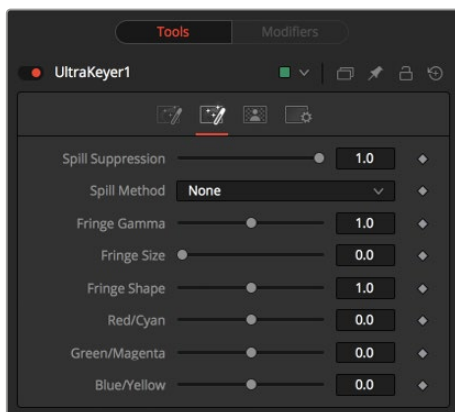 Tools Modifiers
UltraKeyer1
Spill Suppression 1.0
Spill Method None
Fringe Gamma 1.0
Fringe Size 0.0
Fringe Shape 1.0
Red/Cyan 0.0
Green/Magenta 0.0
Blue/Yellow 0.0